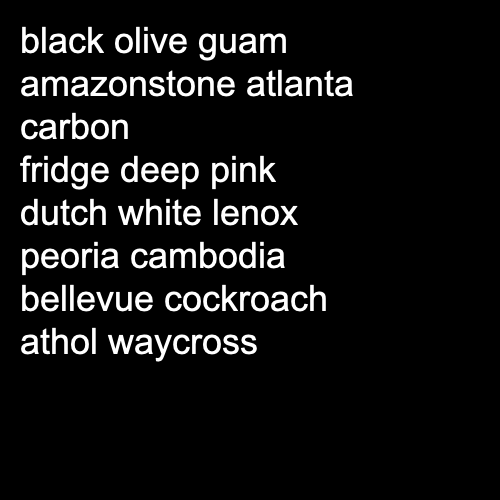 black olive guam
amazonstone atlanta
carbon
fridge deep pink
dutch white lenox
peoria cambodia
bellevue cockroach
athol waycross